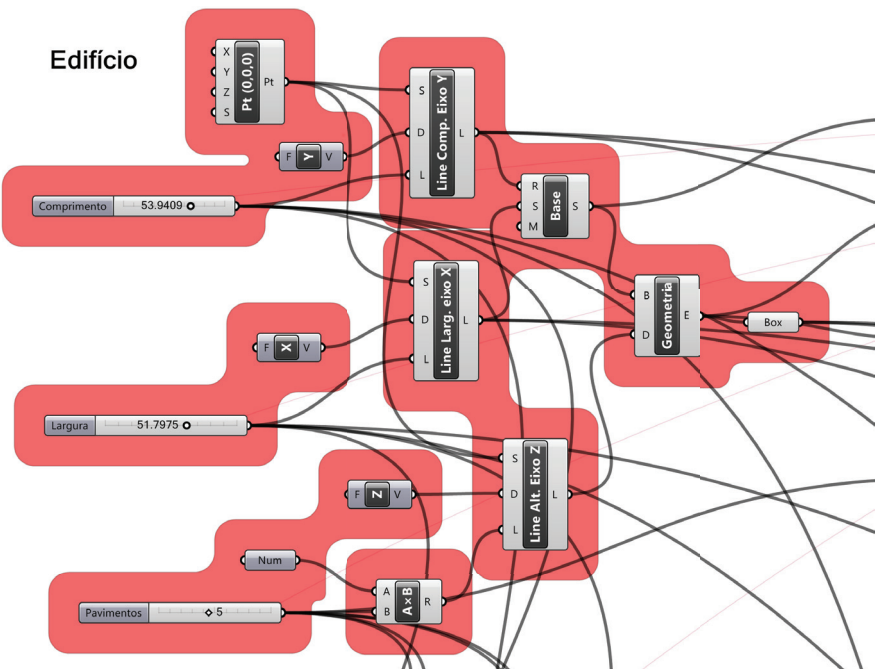 Edifício
X
Y
Z
S
Pt (0,0,0)
Pt
F Y V
Comprimento 53.9409
S
D
L
Line Comp. Eixo Y
L
R
S
M
Base
S
F X V
Largura 51.7975
S
D
L
Line Larg. eixo X
L
B
D
Geometria
E
Box
F Z V
Num
Pavimentos 5
A
B
A×B
R
S
D
L
Line Alt. Eixo Z
L